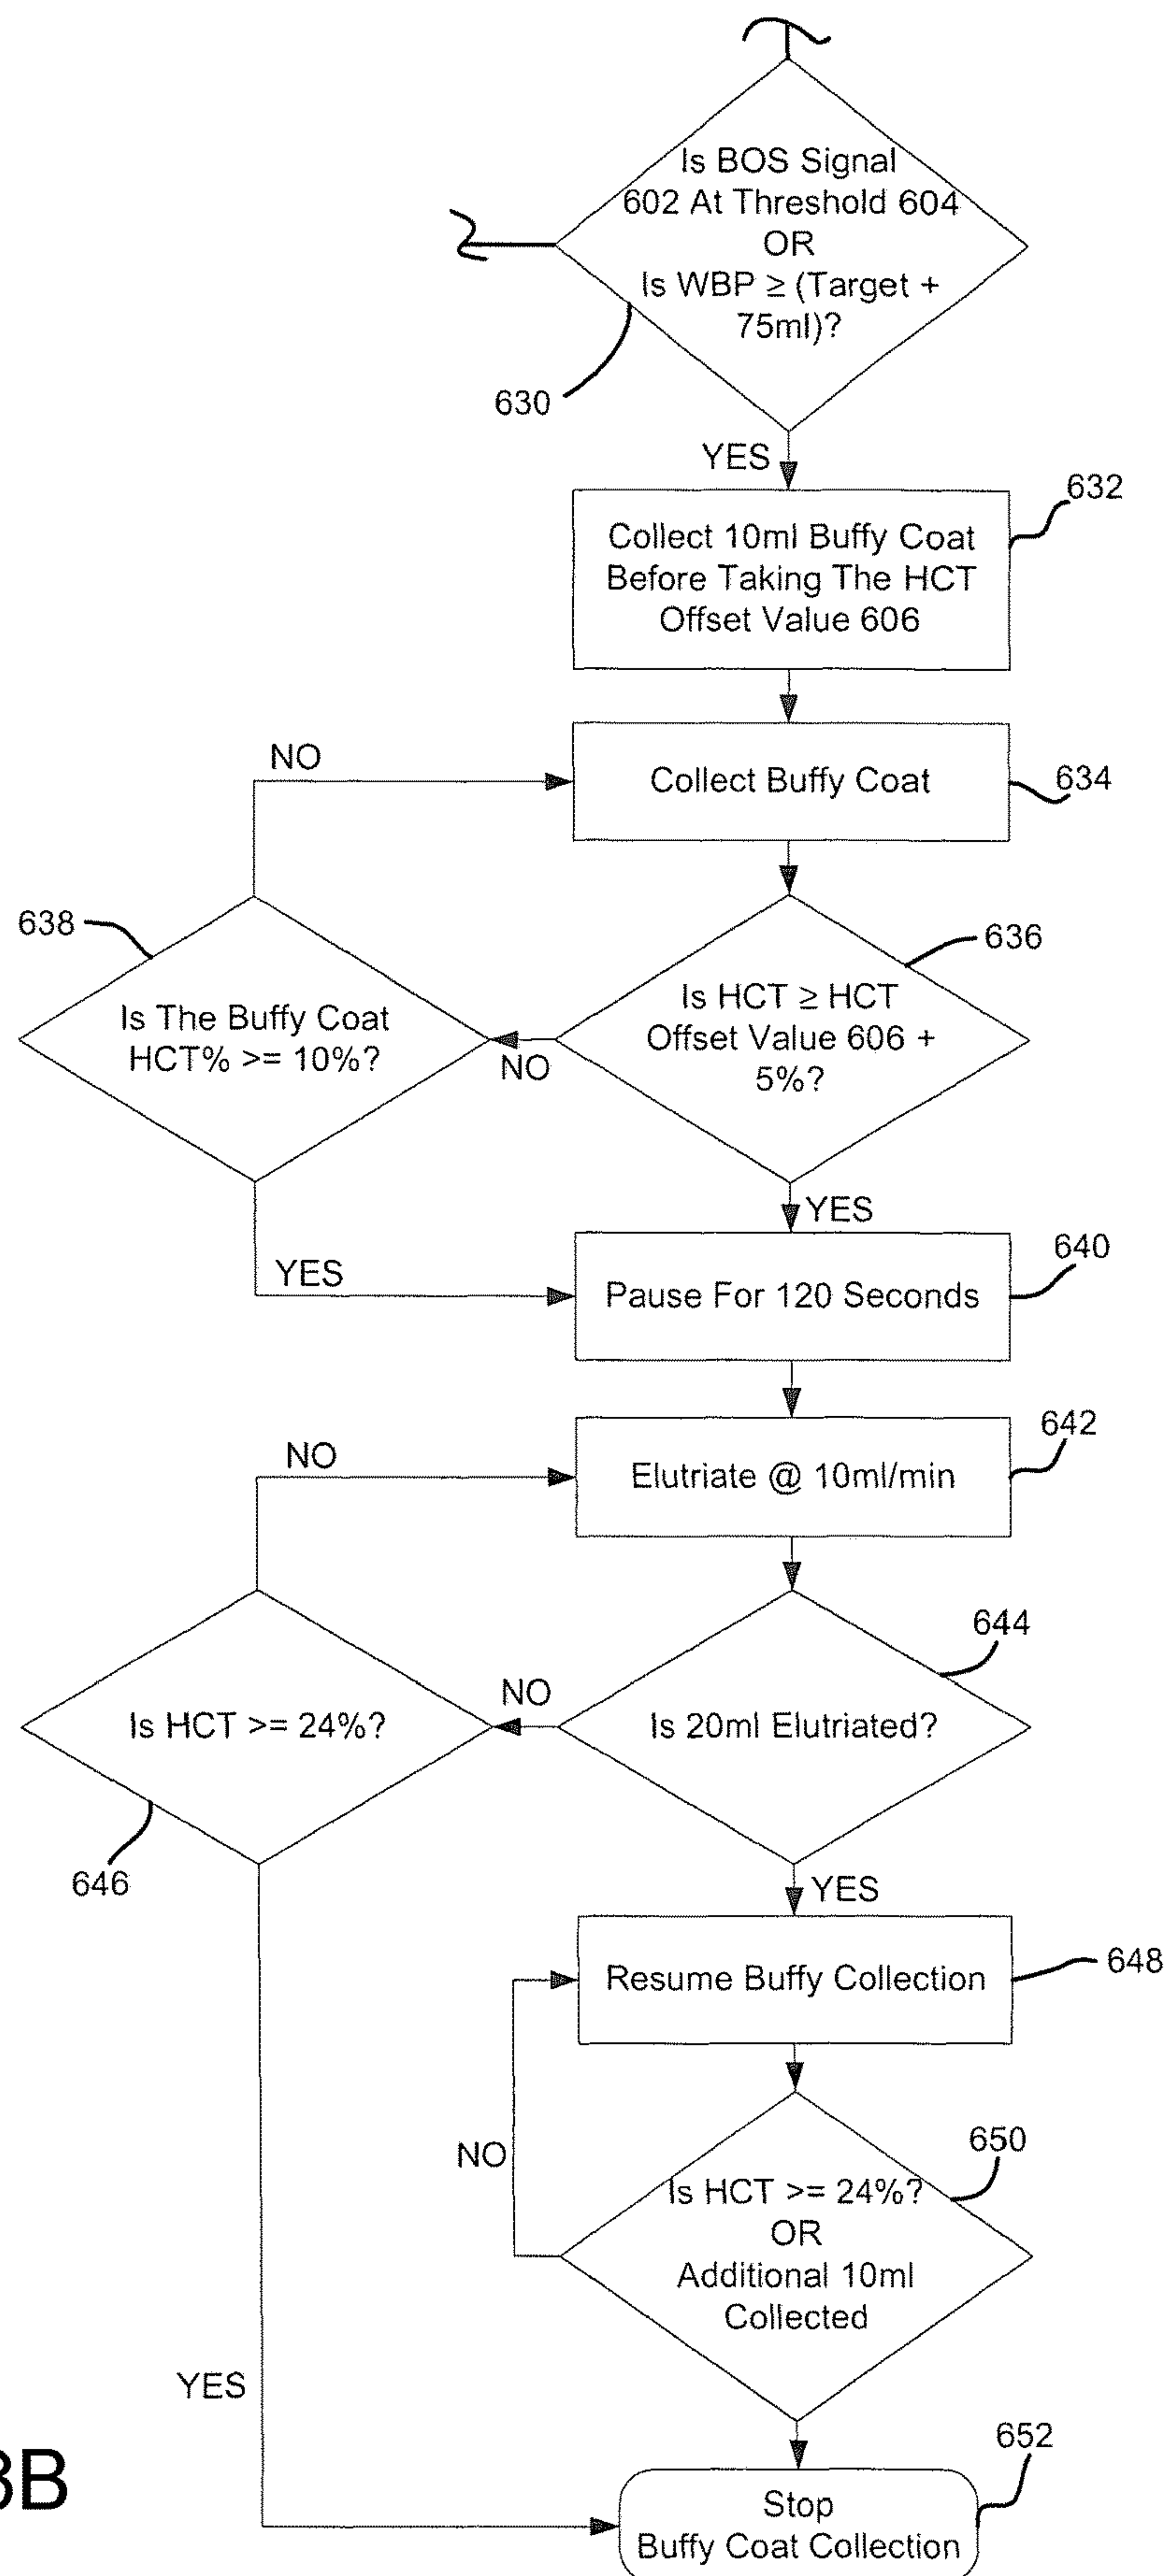 Is BOS Signal
602 At Threshold 604
OR
Is WBP ≥ (Target +
75ml)?
630
YES
632
Collect 10ml Buffy Coat
Before Taking The HCT
Offset Value 606
NO
Collect Buffy Coat
634
638
636
Is The Buffy Coat
HCT% >= 10%?
NO
Is HCT ≥ HCT
Offset Value 606 +
5%?
YES
YES
640
Pause For 120 Seconds
NO
642
Elutriate @ 10ml/min
644
Is HCT >= 24%?
NO
Is 20ml Elutriated?
646
YES
Resume Buffy Collection
648
NO
650
Is HCT >= 24%?
OR
Additional 10ml
Collected
YES
652
Stop
Buffy Coat Collection